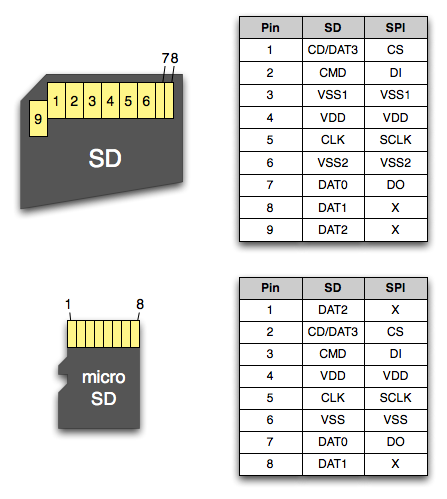 78
1 2 3 4 5 6
9
SD
Pin SD SPI
1 CD/DAT3 CS
2 CMD DI
3 VSS1 VSS1
4 VDD VDD
5 CLK SCLK
6 VSS2 VSS2
7 DAT0 DO
8 DAT1 X
9 DAT2 X
1 8
micro
SD
Pin SD SPI
1 DAT2 X
2 CD/DAT3 CS
3 CMD DI
4 VDD VDD
5 CLK SCLK
6 VSS VSS
7 DAT0 DO
8 DAT1 X